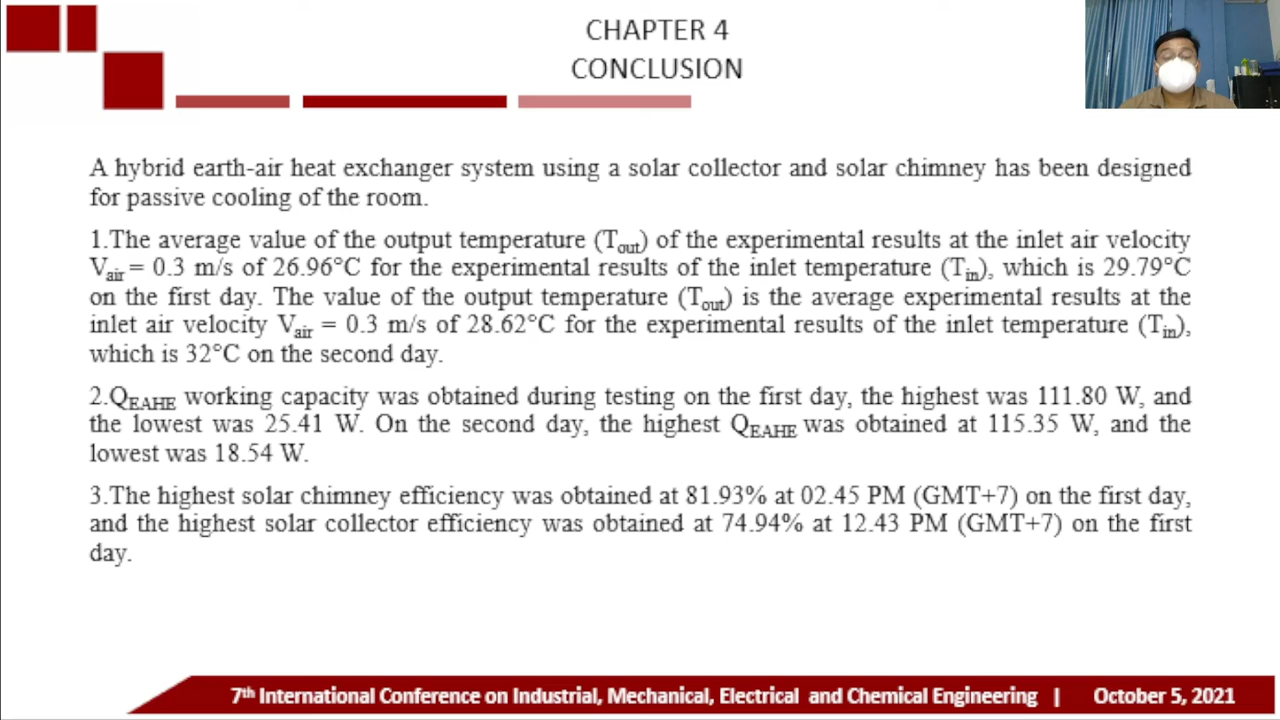 CHAPTER 4
CONCLUSION
A hybrid earth-air heat exchanger system using a solar collector and solar chimney has been designed
for passive cooling of the room.
1.The average value of the output temperature (Tout) of the experimental results at the inlet air velocity
Vair = 0.3 m/s of 26.96°C for the experimental results of the inlet temperature (Tin), which is 29.79°C
on the first day. The value of the output temperature (Tout) is the average experimental results at the
inlet air velocity Vair = 0.3 m/s of 28.62°C for the experimental results of the inlet temperature (Tin),
which is 32°C on the second day.
2.QEAHE working capacity was obtained during testing on the first day, the highest was 111.80 W, and
the lowest was 25.41 W. On the second day, the highest QEAHE was obtained at 115.35 W, and the
lowest was 18.54 W.
3.The highest solar chimney efficiency was obtained at 81.93% at 02.45 PM (GMT+7) on the first day,
and the highest solar collector efficiency was obtained at 74.94% at 12.43 PM (GMT+7) on the first
day.
7th International Conference on Industrial, Mechanical, Electrical and Chemical Engineering | October 5, 2021